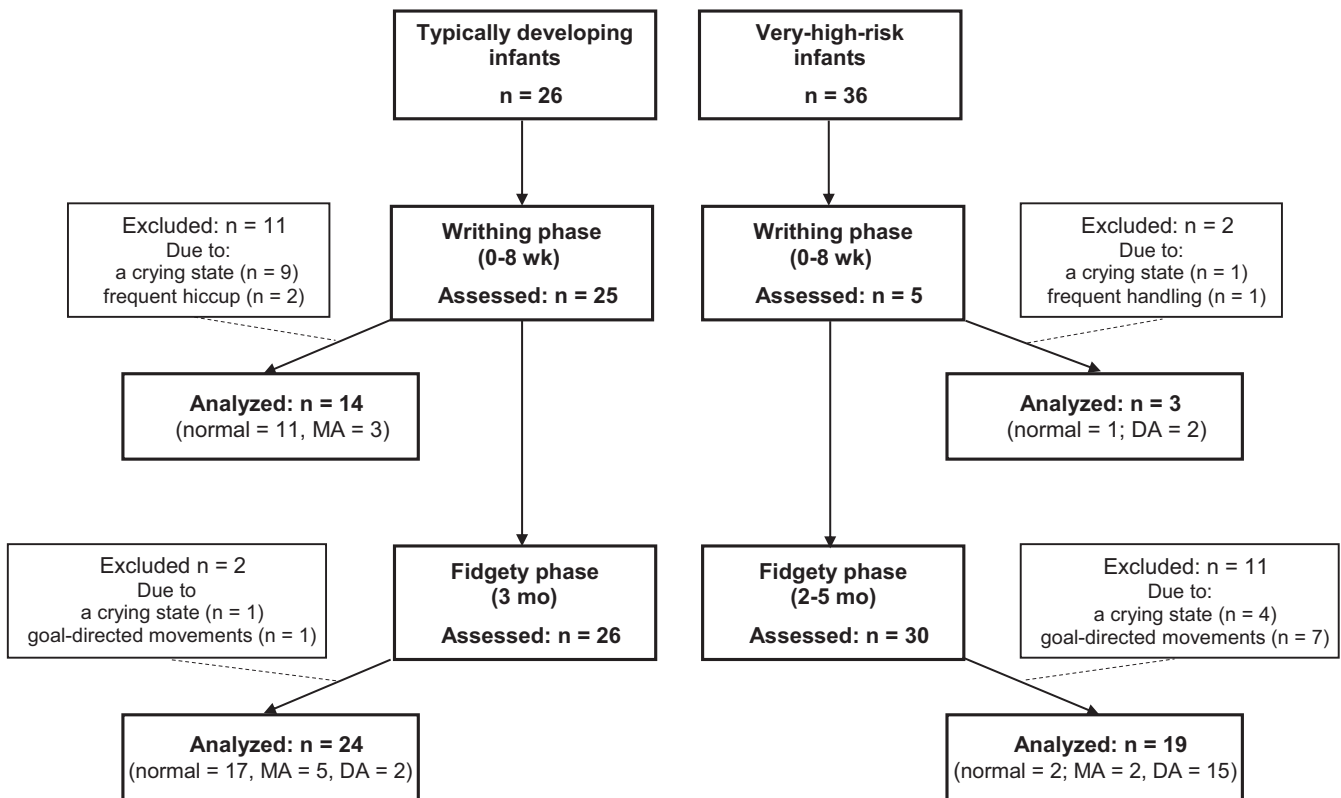 Typically developing
infants
n = 26
Very-high-risk
infants
n = 36
Excluded: n = 11
Due to:
a crying state (n = 9)
frequent hiccup (n = 2)
Writhing phase
(0-8 wk)
Assessed: n = 25
Writhing phase
(0-8 wk)
Assessed: n = 5
Excluded: n = 2
Due to:
a crying state (n = 1)
frequent handling (n = 1)
Analyzed: n = 14
(normal = 11, MA = 3)
Analyzed: n = 3
(normal = 1; DA = 2)
Excluded n = 2
Due to
a crying state (n = 1)
goal-directed movements (n = 1)
Fidgety phase
(3 mo)
Assessed: n = 26
Fidgety phase
(2-5 mo)
Assessed: n = 30
Excluded: n = 11
Due to:
a crying state (n = 4)
goal-directed movements (n = 7)
Analyzed: n = 24
(normal = 17, MA = 5, DA = 2)
Analyzed: n = 19
(normal = 2; MA = 2, DA = 15)